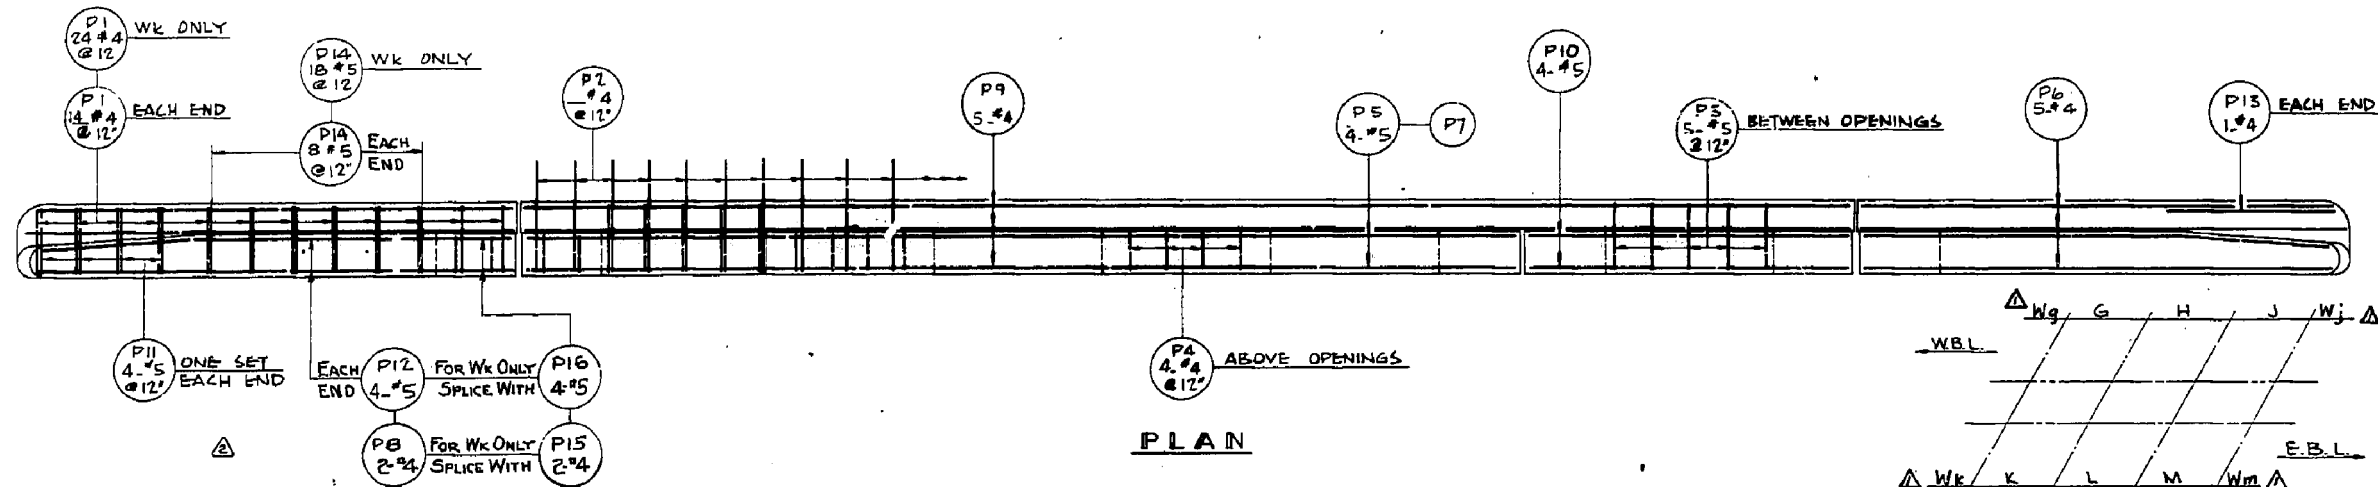 P1
24 #4
@ 12
Wk ONLY
P1
14 #4
@ 12"
EACH END
P14
18 #5
@ 12
Wk ONLY
P14
8 #5
@ 12"
EACH
END
P2
#4
@ 12"
P9
5-#4
P5
4-#5
P7
P10
4-#5
P3
5-#5
@ 12"
BETWEEN OPENINGS
P6
5-#4
P13
1-#4
EACH END
P11
4-#5
@ 12"
ONE SET
EACH END
2
EACH
END
P12
4-#5
FOR WK ONLY
SPLICE WITH
P16
4-#5
P8
2-#4
FOR WK ONLY
SPLICE WITH
P15
2-#4
P4
4-#4
@ 12"
ABOVE OPENINGS
PLAN
1 Wg G H J Wj
W.B.L.
E.B.L.
Wk K L M Wm